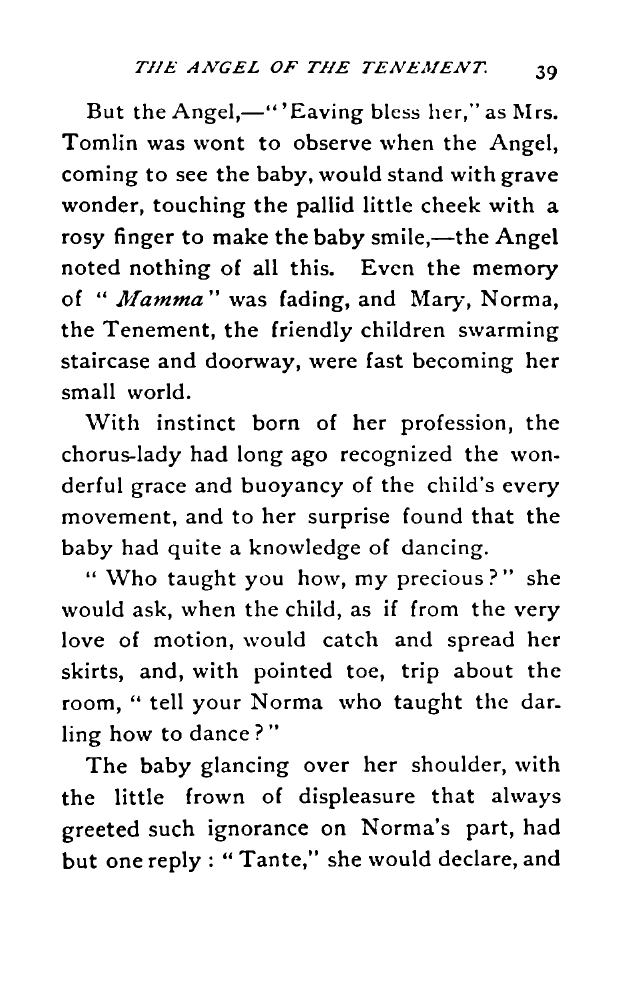 THE ANGEL OF THE TENEMENT. 39
But the Angel,—“’Eaving bless her,” as Mrs.
Tomlin was wont to observe when the Angel,
coming to see the baby, would stand with grave
wonder, touching the pallid little cheek with a
rosy finger to make the baby smile,—the Angel
noted nothing of all this. Even the memory
of “ Mamma ” was fading, and Mary, Norma,
the Tenement, the friendly children swarming
staircase and doorway, were fast becoming her
small world.
With instinct born of her profession, the
chorus-lady had long ago recognized the won-
derful grace and buoyancy of the child’s every
movement, and to her surprise found that the
baby had quite a knowledge of dancing.
“ Who taught you how, my precious ? ” she
would ask, when the child, as if from the very
love of motion, would catch and spread her
skirts, and, with pointed toe, trip about the
room, “ tell your Norma who taught the dar-
ling how to dance ? ”
The baby glancing over her shoulder, with
the little frown of displeasure that always
greeted such ignorance on Norma’s part, had
but one reply : “ Tante,” she would declare, and